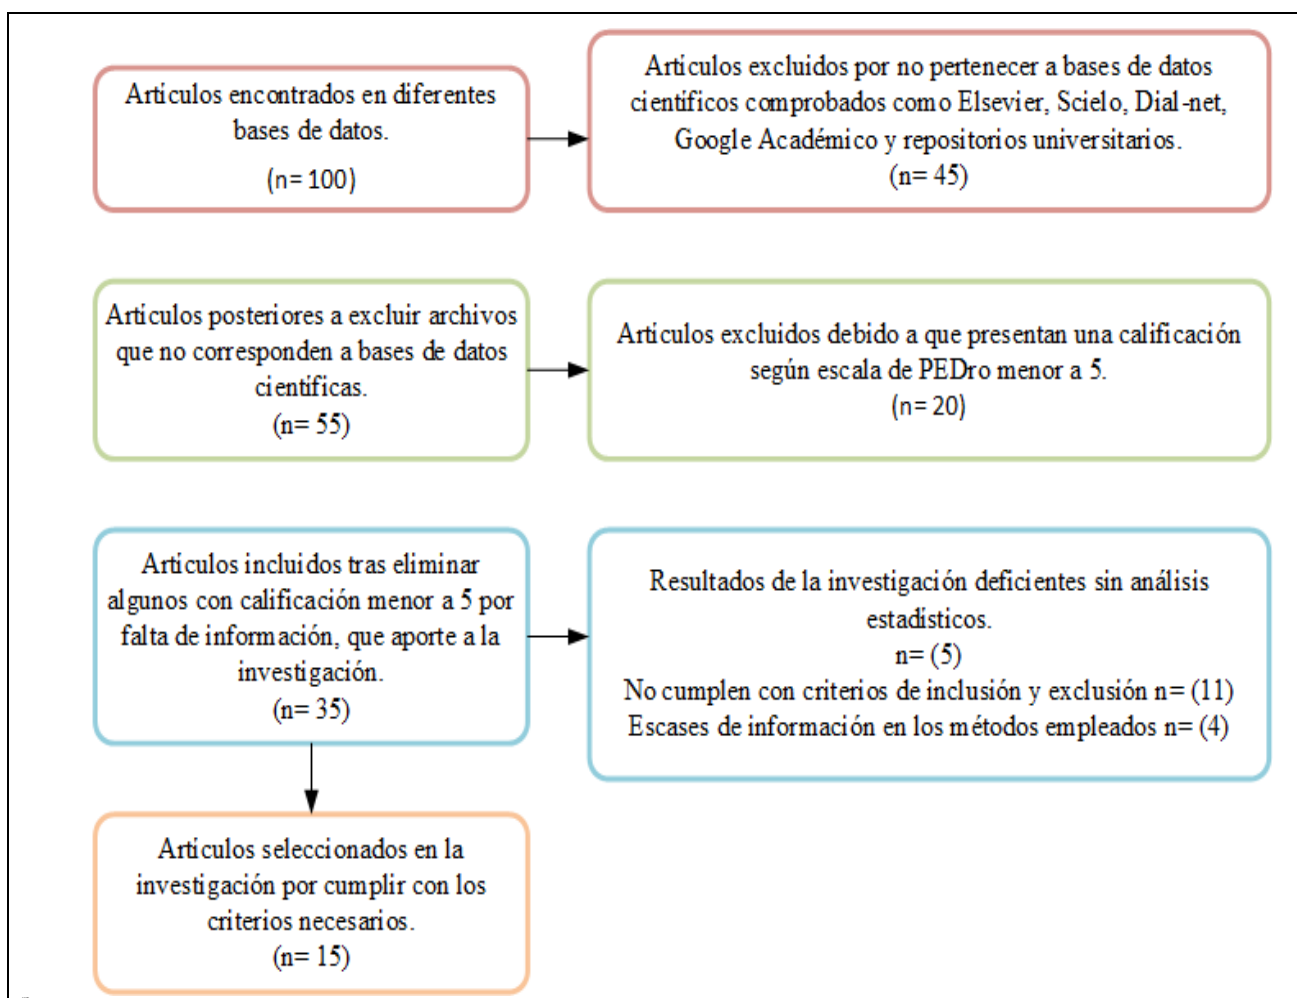 Artículos encontrados en diferentes
bases de datos.
(n= 100)
Artículos excluidos por no pertenecer a bases de datos
científicos comprobados como Elsevier, Scielo, Dial-net,
Google Académico y repositorios universitarios.
(n= 45)
Artículos posteriores a excluir archivos
que no corresponden a bases de datos
científicas.
(n= 55)
Artículos excluidos debido a que presentan una calificación
según escala de PEDro menor a 5.
(n= 20)
Artículos incluidos tras eliminar
algunos con calificación menor a 5 por
falta de información, que aporte a la
investigación.
(n= 35)
Resultados de la investigación deficientes sin análisis
estadísticos.
n= (5)
No cumplen con criterios de inclusión y exclusión n= (11)
Escases de información en los métodos empleados n= (4)
Artículos seleccionados en la
investigación por cumplir con los
criterios necesarios.
(n= 15)